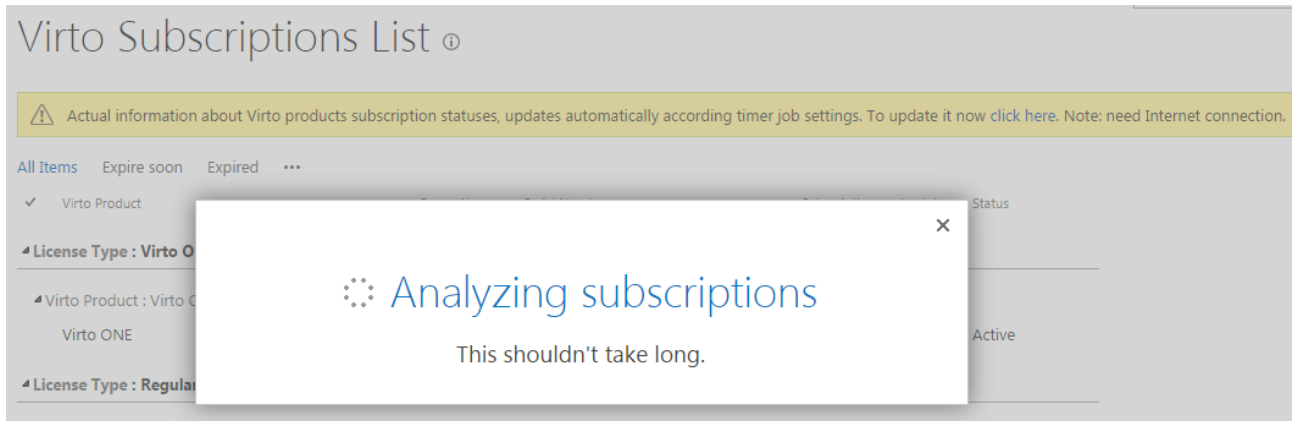 Virto Subscriptions List
Actual information about Virto products subscription statuses, updates automatically according timer job settings. To update it now click here. Note: need Internet connection.
All Items Expire soon Expired •••
Virto Product Status
License Type : Virto O
Analyzing subscriptions
Virto Product : Virto
Virto ONE Active
This shouldn't take long.
License Type : Regular